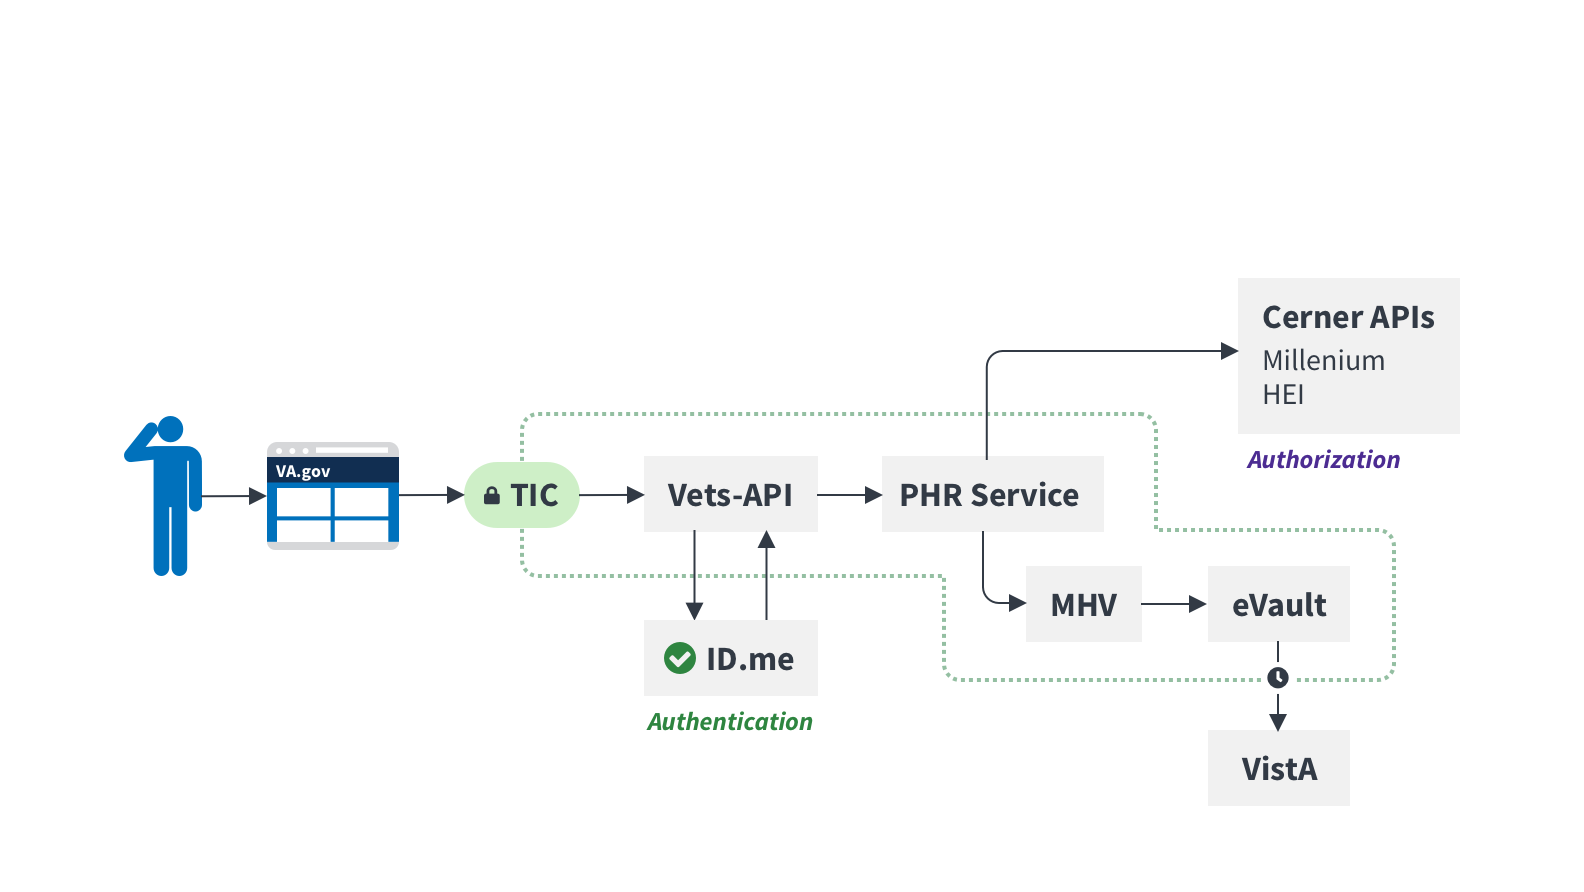 Cerner APIs
Millenium
HEI
Authorization
VA.gov
TIC
Vets-API
PHR Service
MHV
eVault
ID.me
Authentication
VistA